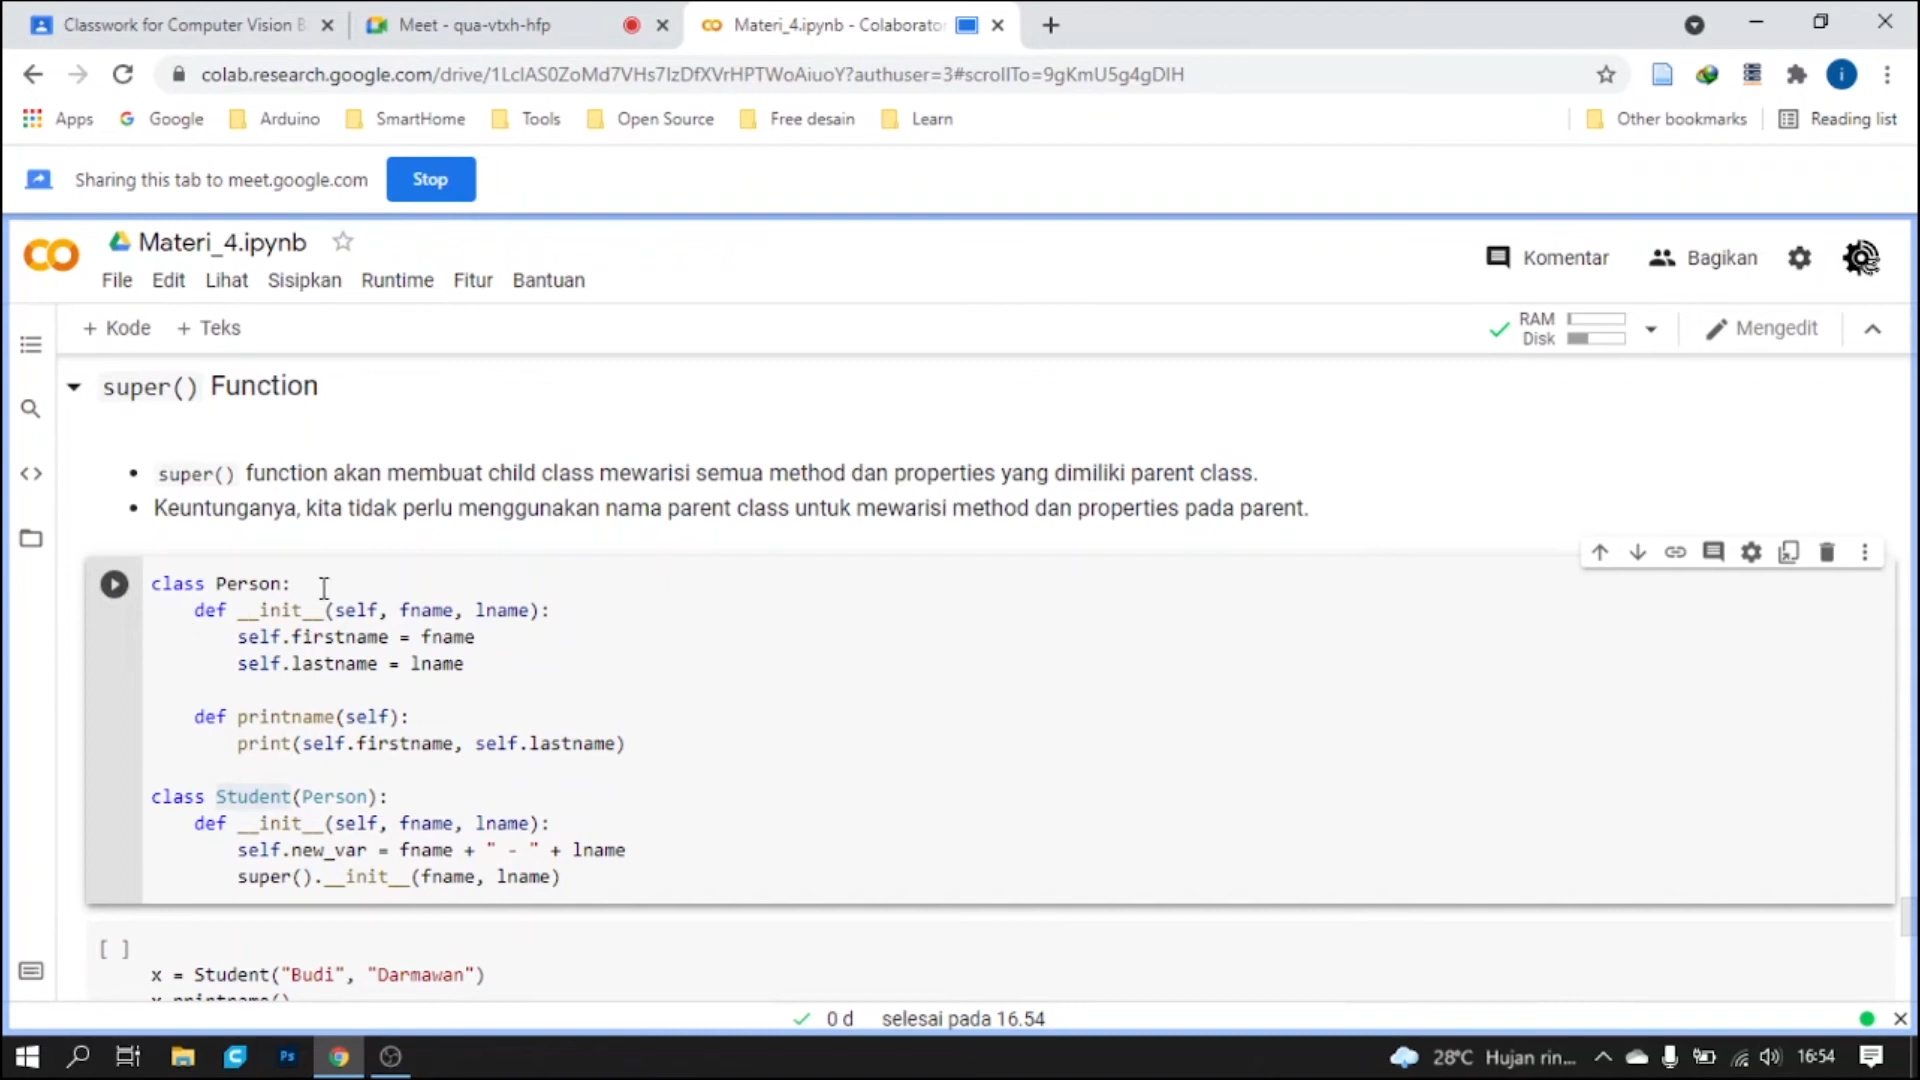 Classwork for Computer Vision B
Meet - qua-vtxh-hfp
Materi_4.ipynb - Colaborator
colab.research.google.com/drive/1LclAS0ZoMd7VHs7IzDfXVrHPTWoAiuoY?authuser=3#scrollTo=9gKmU5g4gDlH
i
Apps
Google
Arduino
SmartHome
Tools
Open Source
Free desain
Learn
Other bookmarks
Reading list
Sharing this tab to meet.google.com
Stop
Materi_4.ipynb
File Edit Lihat Sisipkan Runtime Fitur Bantuan
Komentar
Bagikan
+ Kode + Teks
RAM
Disk
Mengedit
super() Function
• super() function akan membuat child class mewarisi semua method dan properties yang dimiliki parent class.
• Keuntunganya, kita tidak perlu menggunakan nama parent class untuk mewarisi method dan properties pada parent.
class Person:
def __init__(self, fname, lname):
self.firstname = fname
self.lastname = lname
def printname(self):
print(self.firstname, self.lastname)
class Student(Person):
def __init__(self, fname, lname):
self.new_var = fname + " - " + lname
super().__init__(fname, lname)
[ ]
x = Student("Budi", "Darmawan")
x.printname()
0 d selesai pada 16.54
Ps
28°C Hujan rin...
16:54